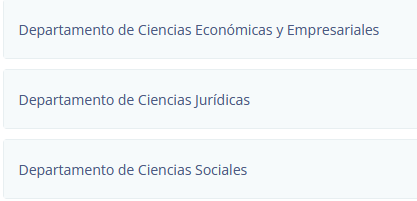 Departamento de Ciencias Económicas y Empresariales
Departamento de Ciencias Jurídicas
Departamento de Ciencias Sociales